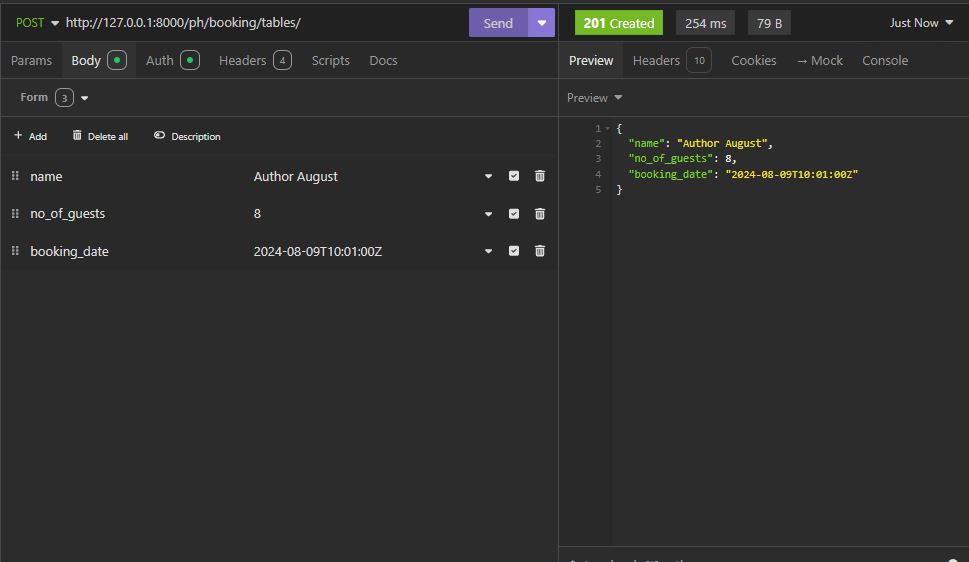 POST http://127.0.0.1:8000/ph/booking/tables/ Send
201 Created 254 ms 79 B Just Now
Params Body Auth Headers 4 Scripts Docs
Preview Headers 10 Cookies → Mock Console
Form 3
Preview
+ Add Delete all Description
name Author August
no_of_guests 8
booking_date 2024-08-09T10:01:00Z
1 {
2 "name": "Author August",
3 "no_of_guests": 8,
4 "booking_date": "2024-08-09T10:01:00Z"
5 }